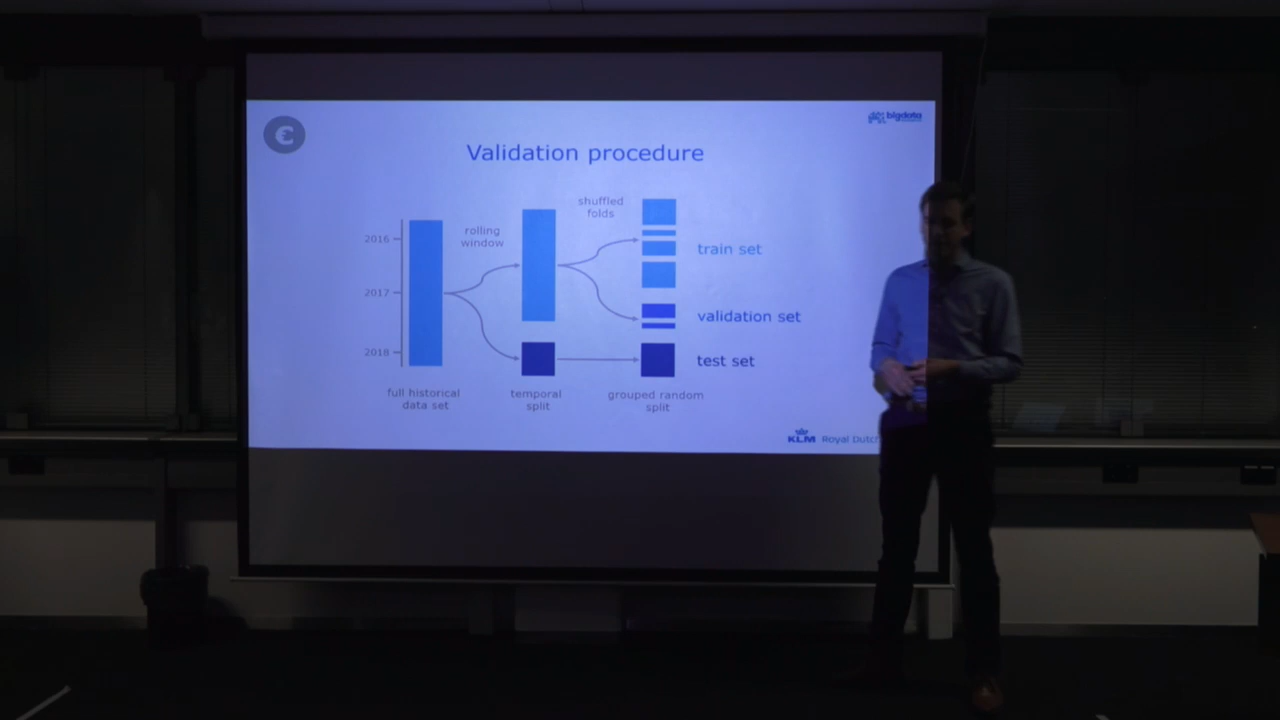 €
bigdata
Validation procedure
shuffled
folds
rolling
window
2016
2017
2018
train set
validation set
test set
full historical
data set
temporal
split
grouped random
split
KLM Royal Dutch